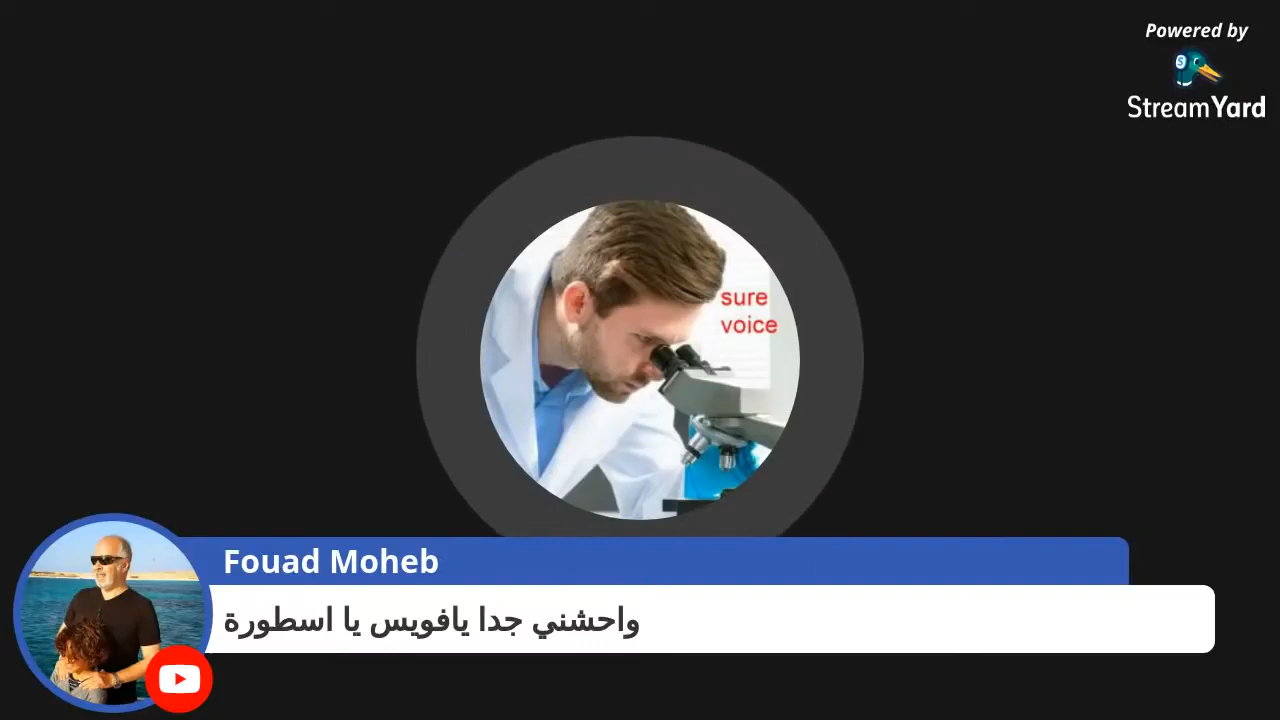 Powered by
StreamYard
sure
voice
Fouad Moheb
واحشني جدا يافويس يا اسطورة